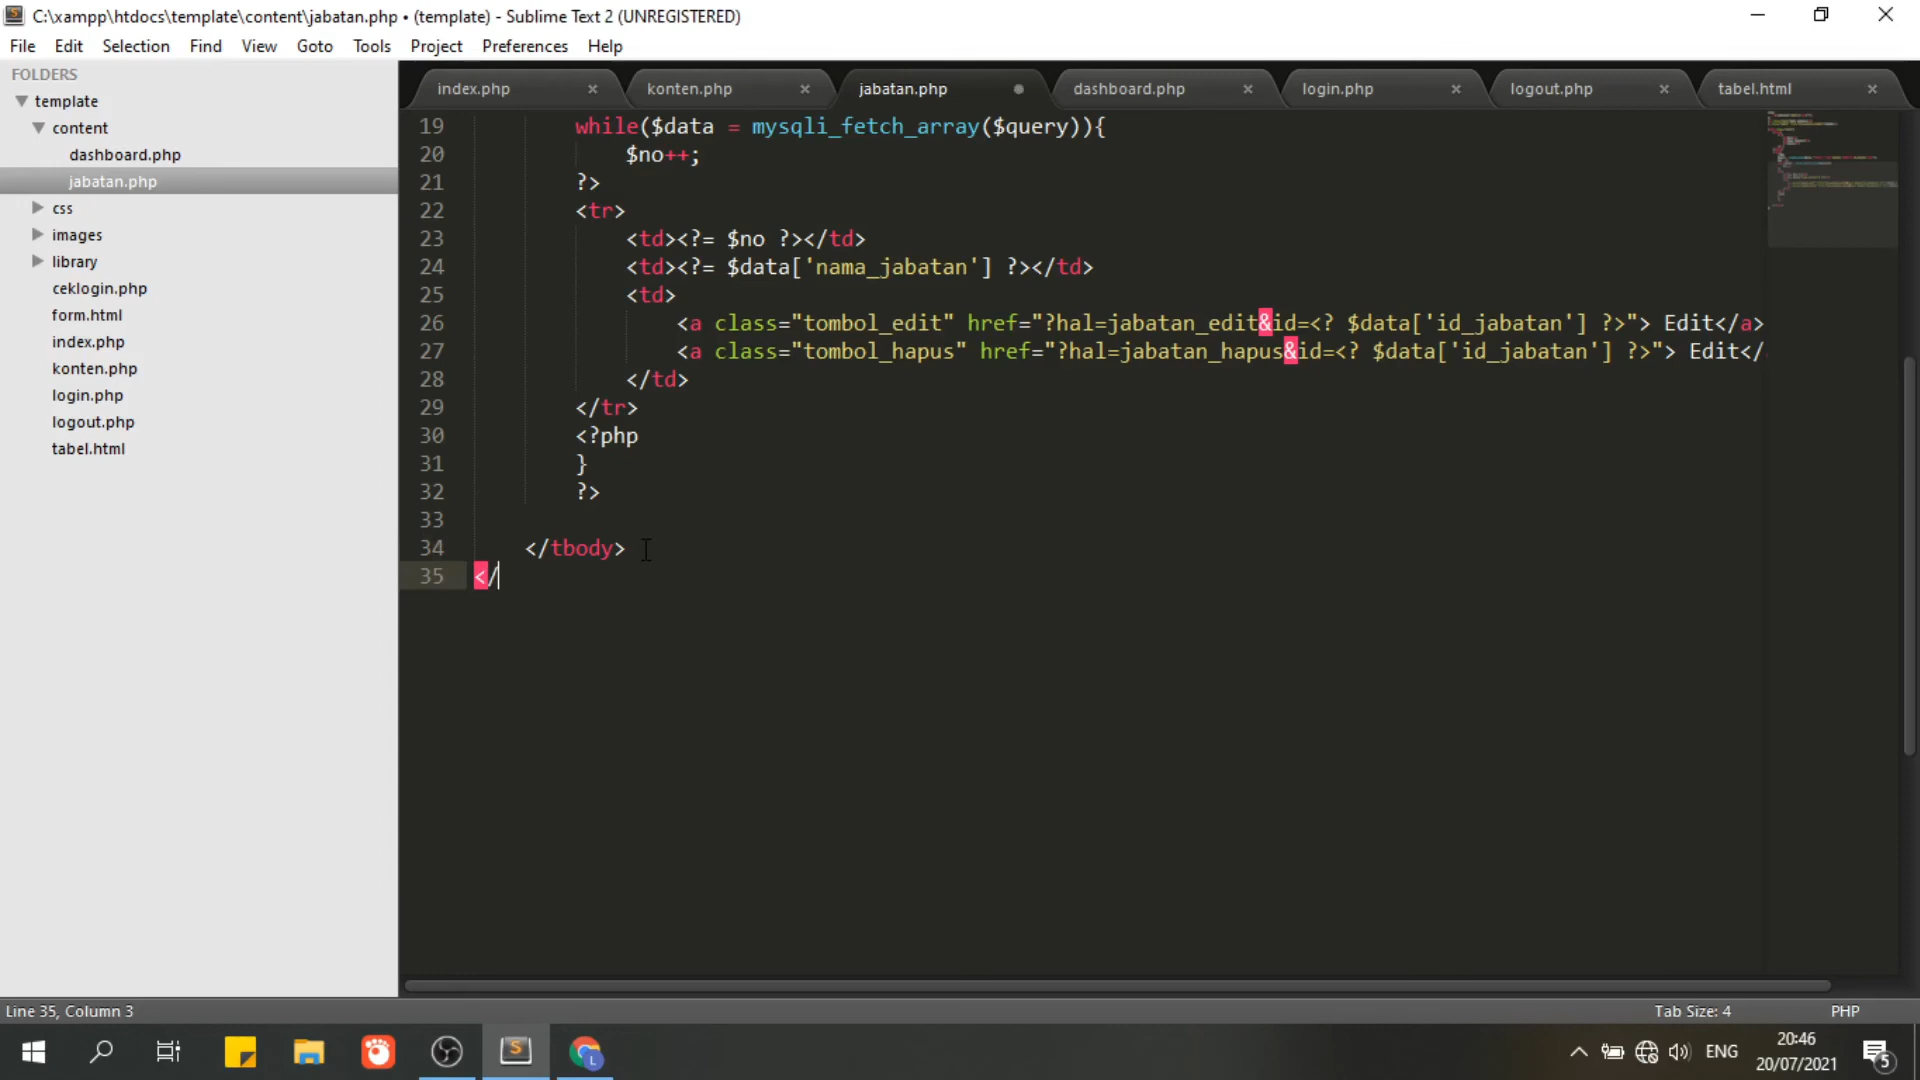 C:\xampp\htdocs\template\content\jabatan.php • (template) - Sublime Text 2 (UNREGISTERED)
File Edit Selection Find View Goto Tools Project Preferences Help
FOLDERS
template
content
dashboard.php
jabatan.php
css
images
library
ceklogin.php
form.html
index.php
konten.php
login.php
logout.php
tabel.html
index.php × konten.php × jabatan.php dashboard.php × login.php × logout.php × tabel.html ×
19 while($data = mysqli_fetch_array($query)){
20 $no++;
21 ?>
22 <tr>
23 <td><?= $no ?></td>
24 <td><?= $data['nama_jabatan'] ?></td>
25 <td>
26 <a class="tombol_edit" href="?hal=jabatan_edit&id=<? $data['id_jabatan'] ?>"> Edit</a>
27 <a class="tombol_hapus" href="?hal=jabatan_hapus&id=<? $data['id_jabatan'] ?>"> Edit</
28 </td>
29 </tr>
30 <?php
31 }
32 ?>
33
34 </tbody>
35 </
Line 35, Column 3 Tab Size: 4 PHP
ENG
20:46
20/07/2021
5
S
L